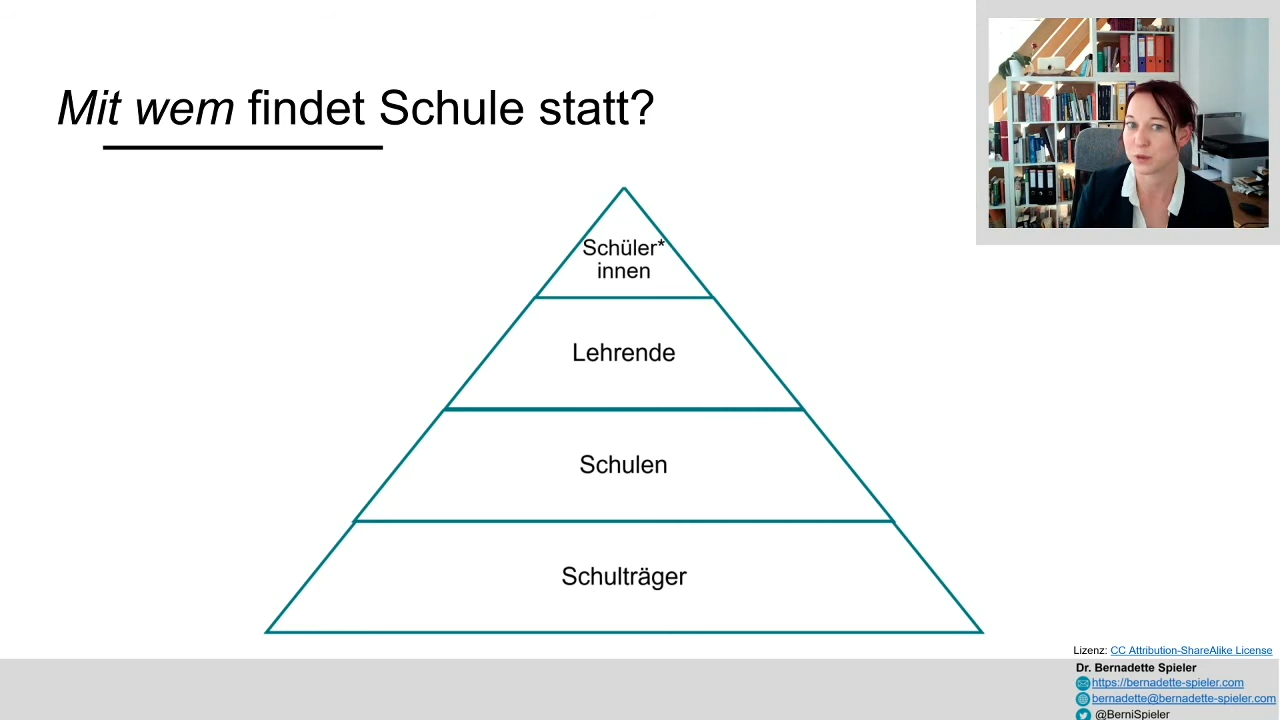 Mit wem findet Schule statt?
Schüler*
innen
Lehrende
Schulen
Schulträger
Lizenz: CC Attribution-ShareAlike License
Dr. Bernadette Spieler
https://bernadette-spieler.com
bernadette@bernadette-spieler.com
@BerniSpieler